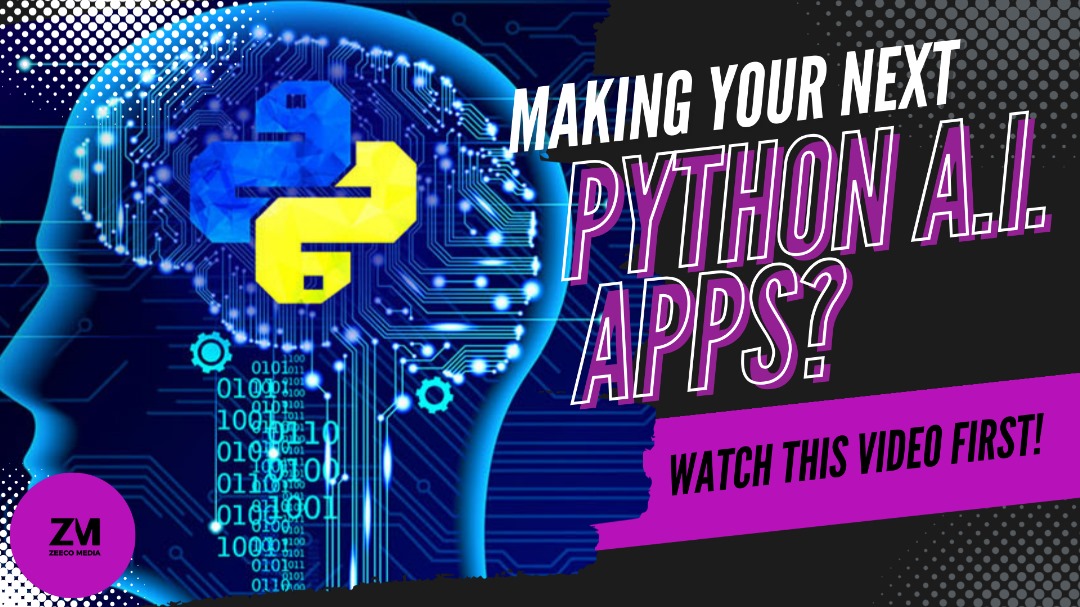 MAKING YOUR NEXT
PYTHON A.I.
APPS?
WATCH THIS VIDEO FIRST!
ZM
ZEECO MEDIA